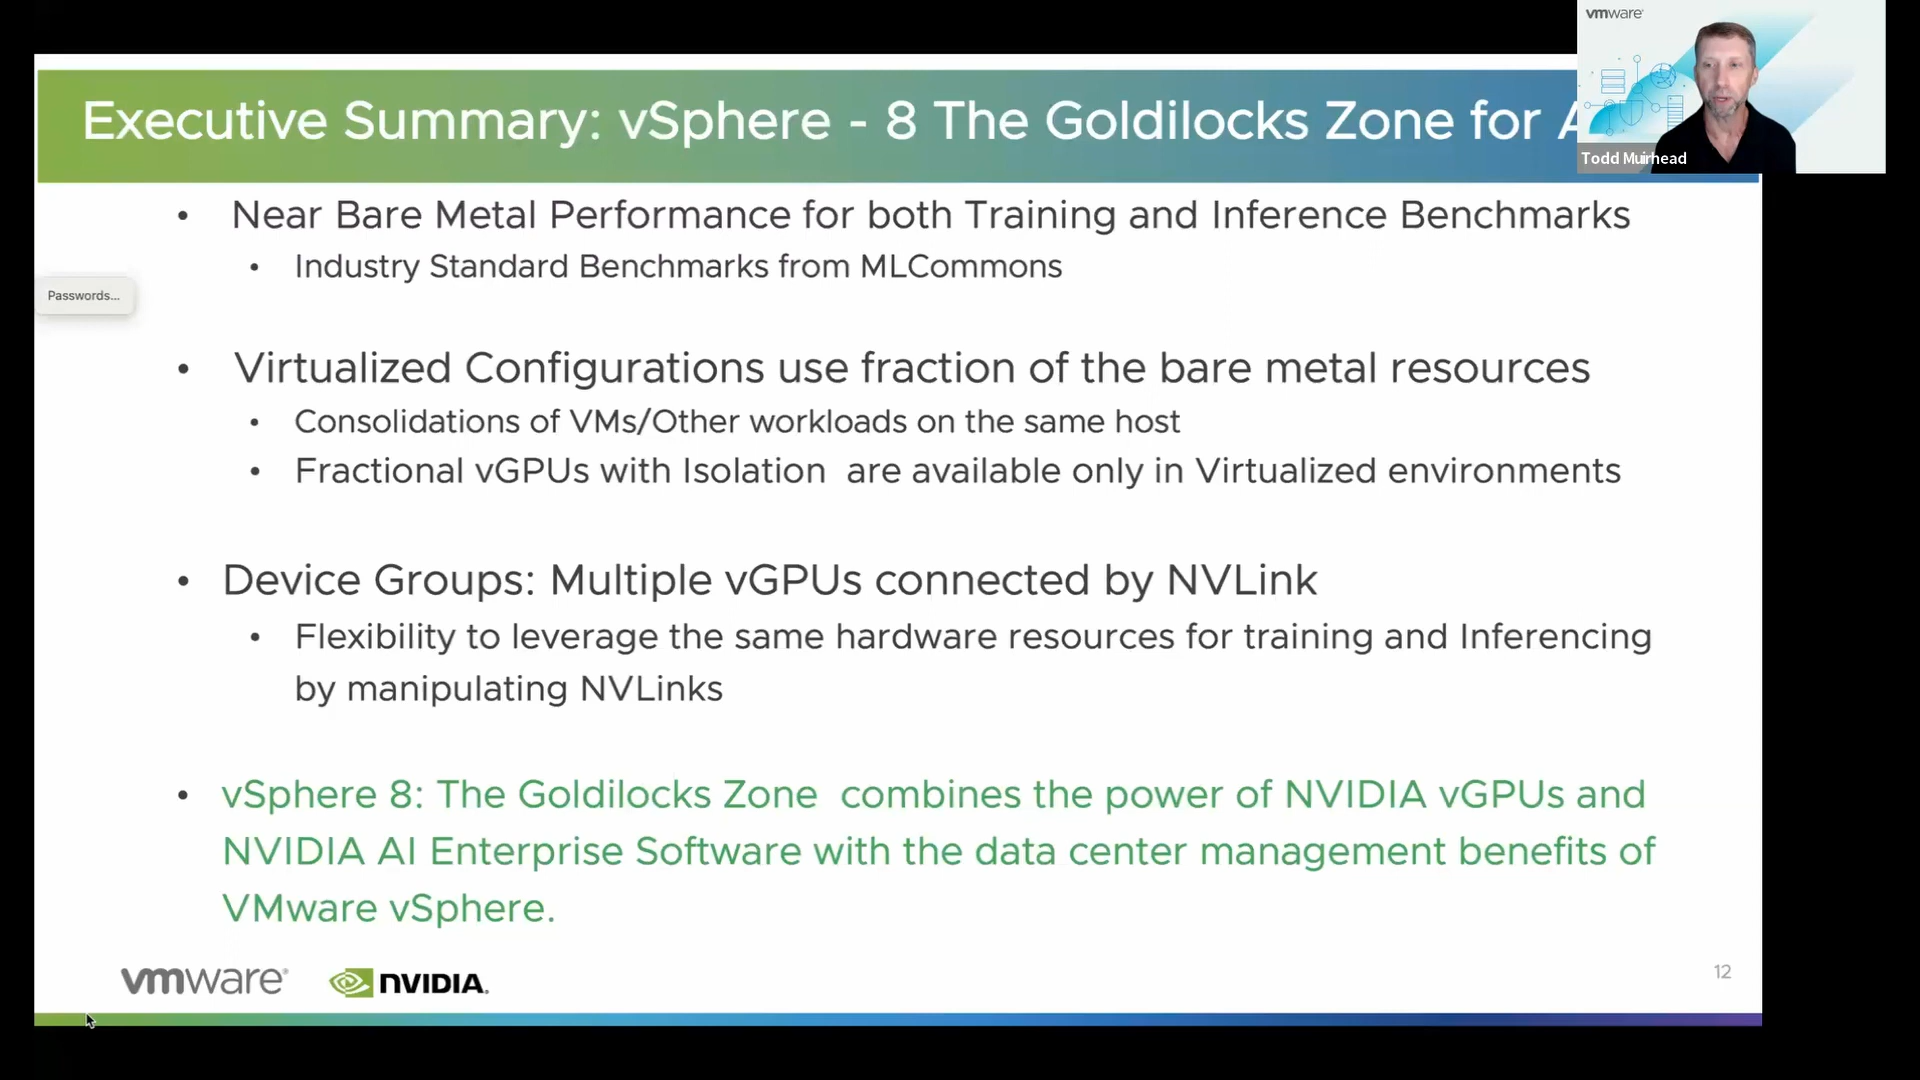 vmware
Executive Summary: vSphere - 8 The Goldilocks Zone for
Todd Muirhead
• Near Bare Metal Performance for both Training and Inference Benchmarks
• Industry Standard Benchmarks from MLCommons
Passwords...
• Virtualized Configurations use fraction of the bare metal resources
• Consolidations of VMs/Other workloads on the same host
• Fractional vGPUs with Isolation are available only in Virtualized environments
• Device Groups: Multiple vGPUs connected by NVLink
• Flexibility to leverage the same hardware resources for training and Inferencing
by manipulating NVLinks
• vSphere 8: The Goldilocks Zone combines the power of NVIDIA vGPUs and
NVIDIA AI Enterprise Software with the data center management benefits of
VMware vSphere.
vmware®
NVIDIA.
12